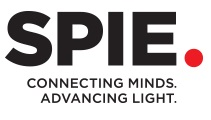 SPIE.
CONNECTING MINDS.
ADVANCING LIGHT.